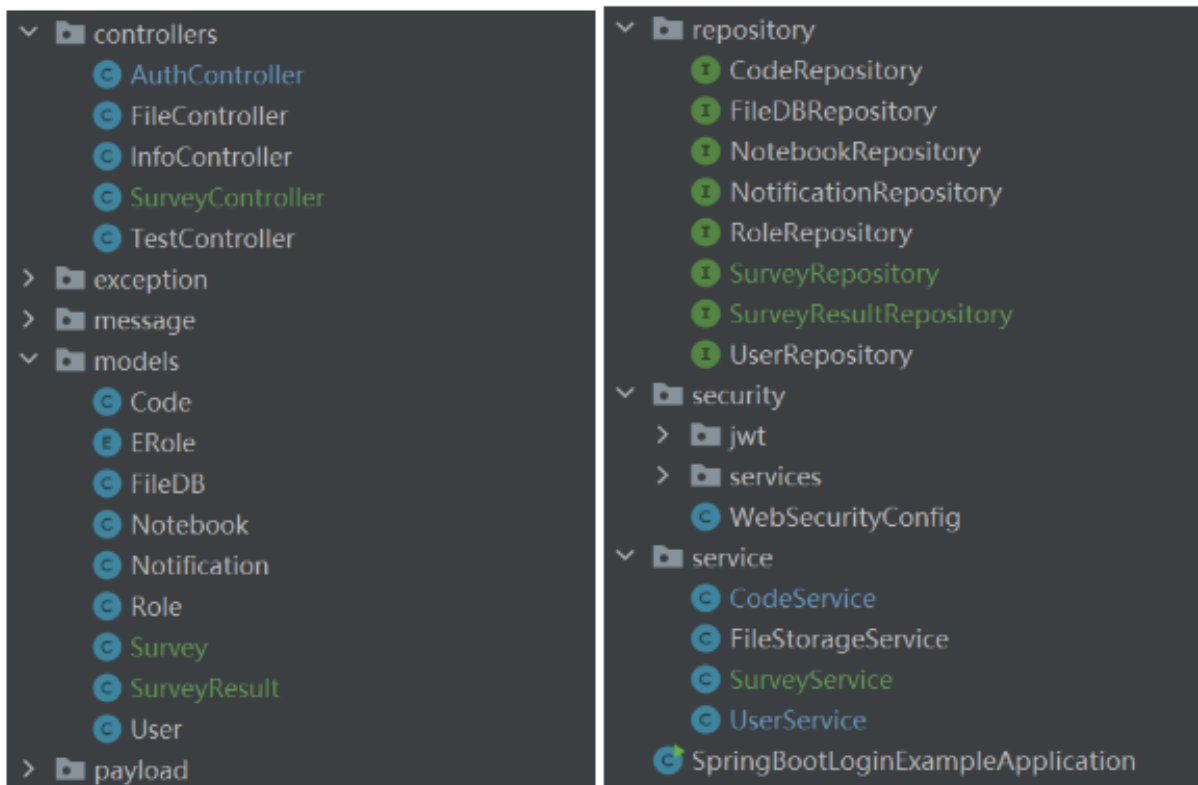 controllers
AuthController
FileController
InfoController
SurveyController
TestController
exception
message
models
Code
ERole
FileDB
Notebook
Notification
Role
Survey
SurveyResult
User
payload
repository
CodeRepository
FileDBRepository
NotebookRepository
NotificationRepository
RoleRepository
SurveyRepository
SurveyResultRepository
UserRepository
security
jwt
services
WebSecurityConfig
service
CodeService
FileStorageService
SurveyService
UserService
SpringBootLoginExampleApplication